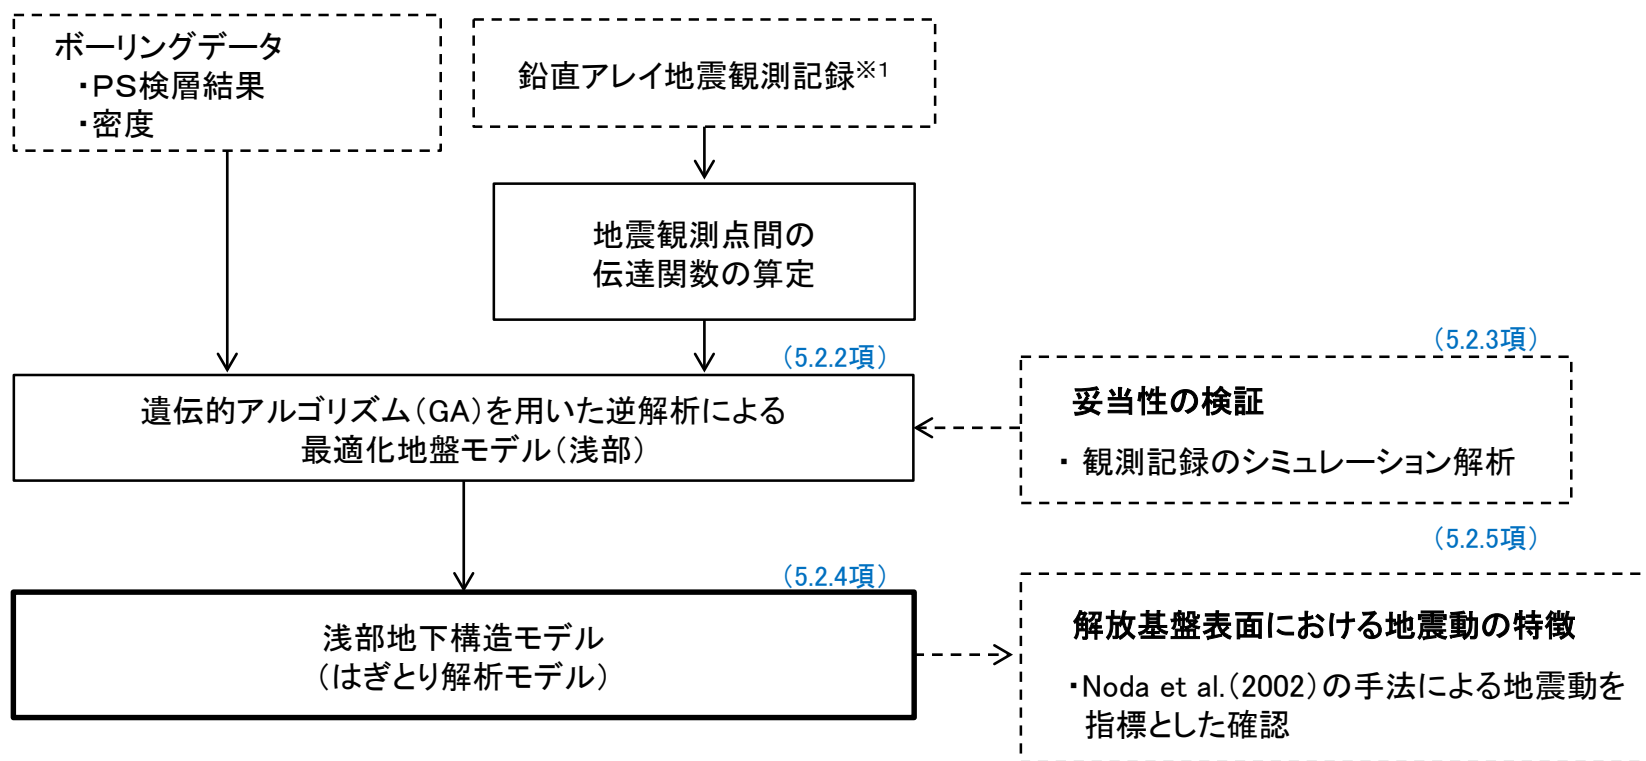 ボーリングデータ
・PS検層結果
・密度
鉛直アレイ地震観測記録※1
地震観測点間の
伝達関数の算定
(5.2.2項)
遺伝的アルゴリズム(GA)を用いた逆解析による
最適化地盤モデル(浅部)
(5.2.3項)
妥当性の検証
・ 観測記録のシミュレーション解析
(5.2.4項)
浅部地下構造モデル
(はぎとり解析モデル)
(5.2.5項)
解放基盤表面における地震動の特徴
・Noda et al.(2002)の手法による地震動を
指標とした確認